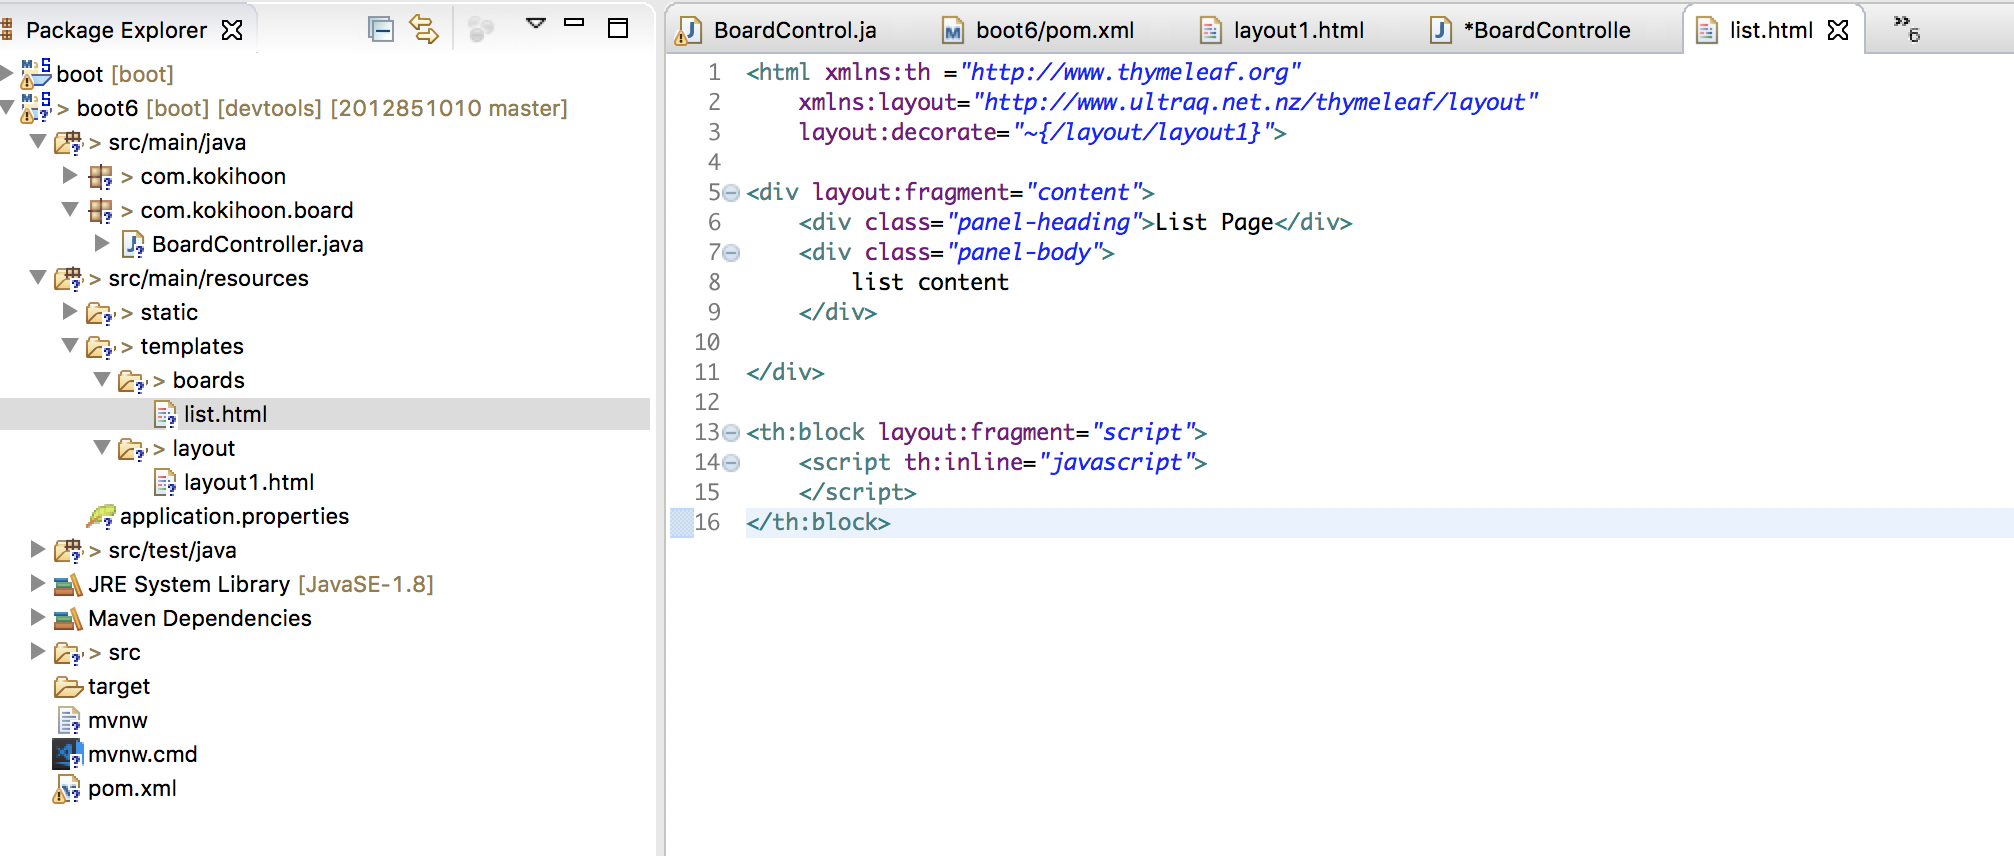 Package Explorer
boot [boot]
> boot6 [boot] [devtools] [2012851010 master]
> src/main/java
> com.kokihoon
> com.kokihoon.board
BoardController.java
> src/main/resources
> static
> templates
> boards
list.html
> layout
layout1.html
application.properties
> src/test/java
JRE System Library [JavaSE-1.8]
Maven Dependencies
> src
target
mvnw
mvnw.cmd
pom.xml
BoardControl.ja boot6/pom.xml layout1.html *BoardControlle list.html »6
1 <html xmlns:th ="http://www.thymeleaf.org"
2     xmlns:layout="http://www.ultraq.net.nz/thymeleaf/layout"
3     layout:decorate="~{/layout/layout1}">
4
5 <div layout:fragment="content">
6     <div class="panel-heading">List Page</div>
7     <div class="panel-body">
8         list content
9     </div>
10
11 </div>
12
13 <th:block layout:fragment="script">
14     <script th:inline="javascript">
15     </script>
16 </th:block>